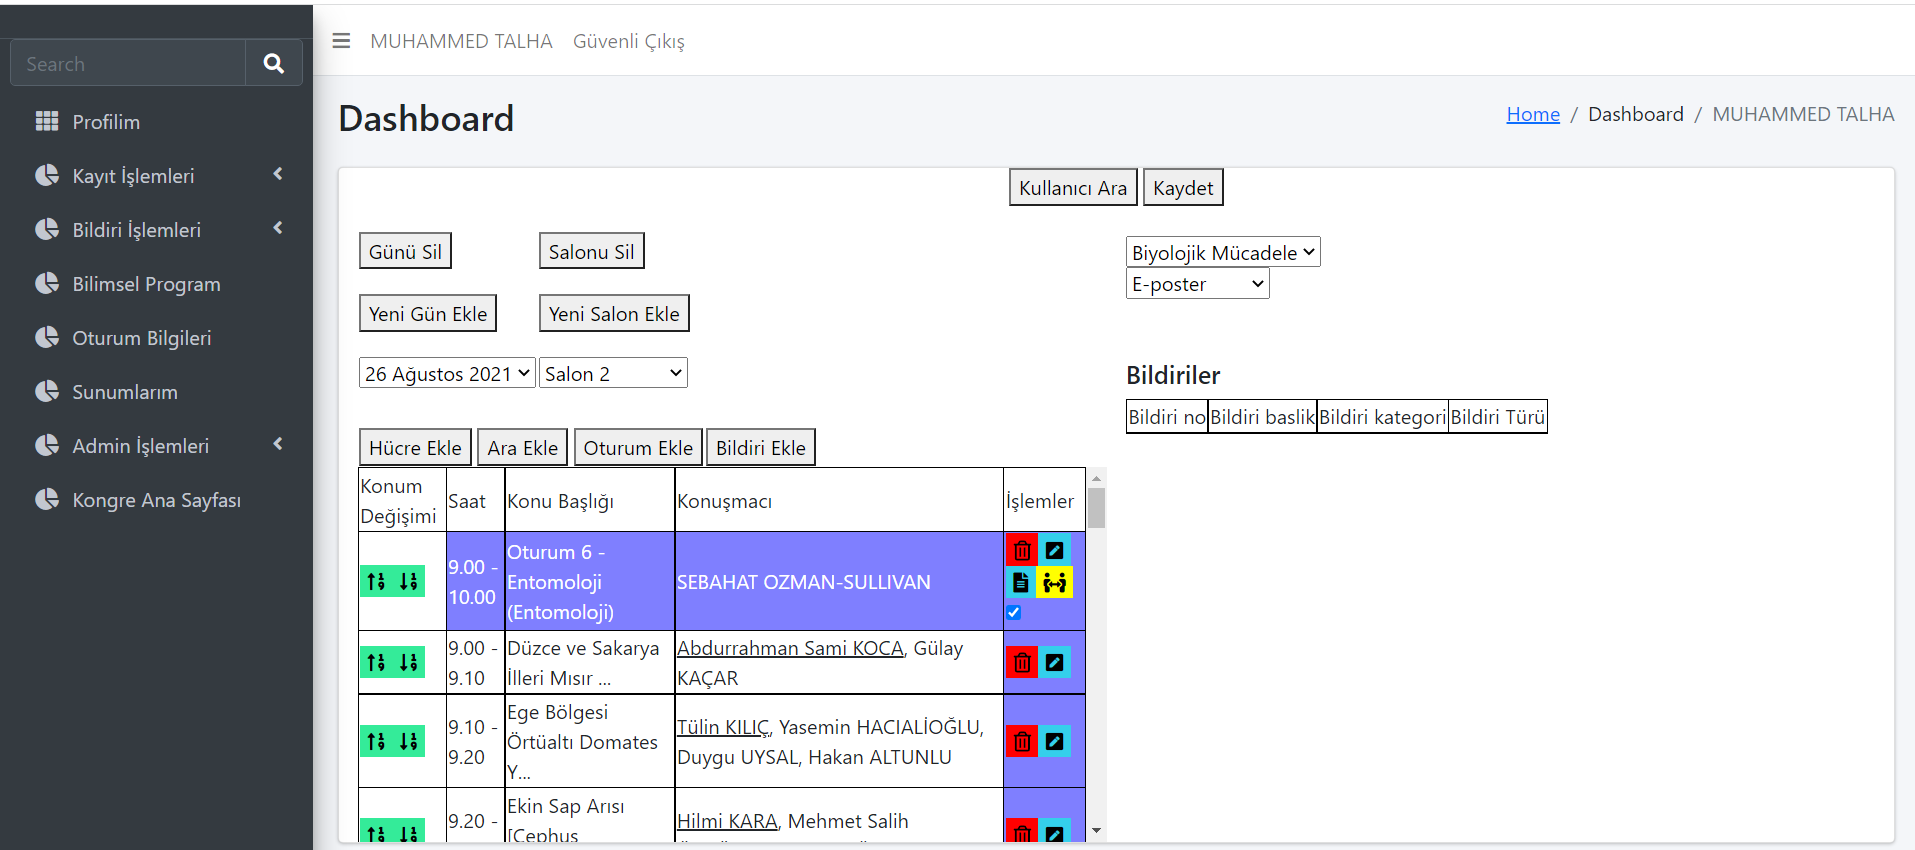 Search
Profilim
Kayıt İşlemleri
Bildiri İşlemleri
Bilimsel Program
Oturum Bilgileri
Sunumlarım
Admin İşlemleri
Kongre Ana Sayfası
MUHAMMED TALHA Güvenli Çıkış
Dashboard
Home / Dashboard / MUHAMMED TALHA
Kullanıcı Ara Kaydet
Günü Sil Salonu Sil
Yeni Gün Ekle Yeni Salon Ekle
26 Ağustos 2021 Salon 2
Hücre Ekle Ara Ekle Oturum Ekle Bildiri Ekle
Konum
Değişimi
Saat
Konu Başlığı
Konuşmacı
İşlemler
9.00 -
10.00
Oturum 6 -
Entomoloji
(Entomoloji)
SEBAHAT OZMAN-SULLIVAN
9.00 -
9.10
Düzce ve Sakarya
İlleri Mısır ...
Abdurrahman Sami KOCA, Gülay
KAÇAR
9.10 -
9.20
Ege Bölgesi
Örtüaltı Domates
Y...
Tülin KILIÇ, Yasemin HACIALİOĞLU,
Duygu UYSAL, Hakan ALTUNLU
9.20 -
Ekin Sap Arısı
[Cephus
Hilmi KARA, Mehmet Salih
Biyolojik Mücadele
E-poster
Bildiriler
Bildiri no Bildiri baslik Bildiri kategori Bildiri Türü